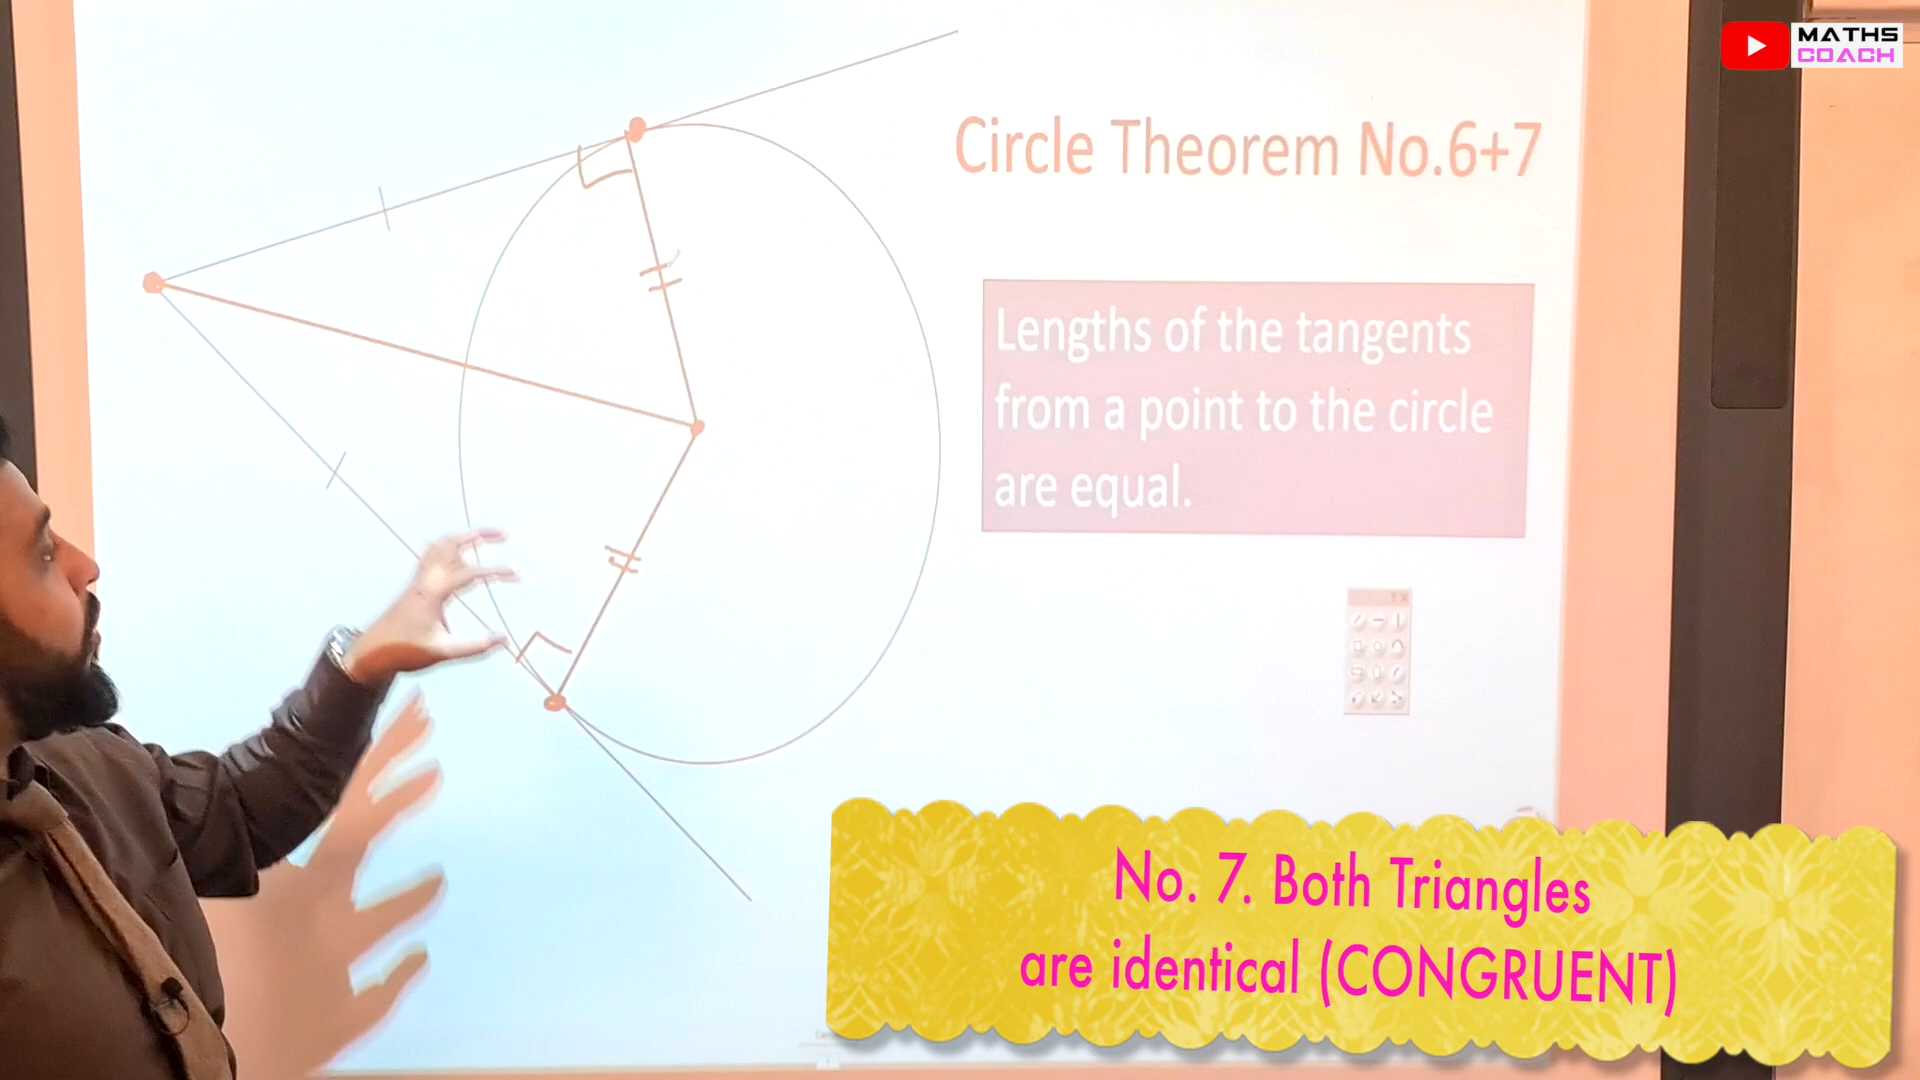 MATHS
COACH
Circle Theorem No.6+7
Lengths of the tangents
from a point to the circle
are equal.
No. 7. Both Triangles
are identical (CONGRUENT)